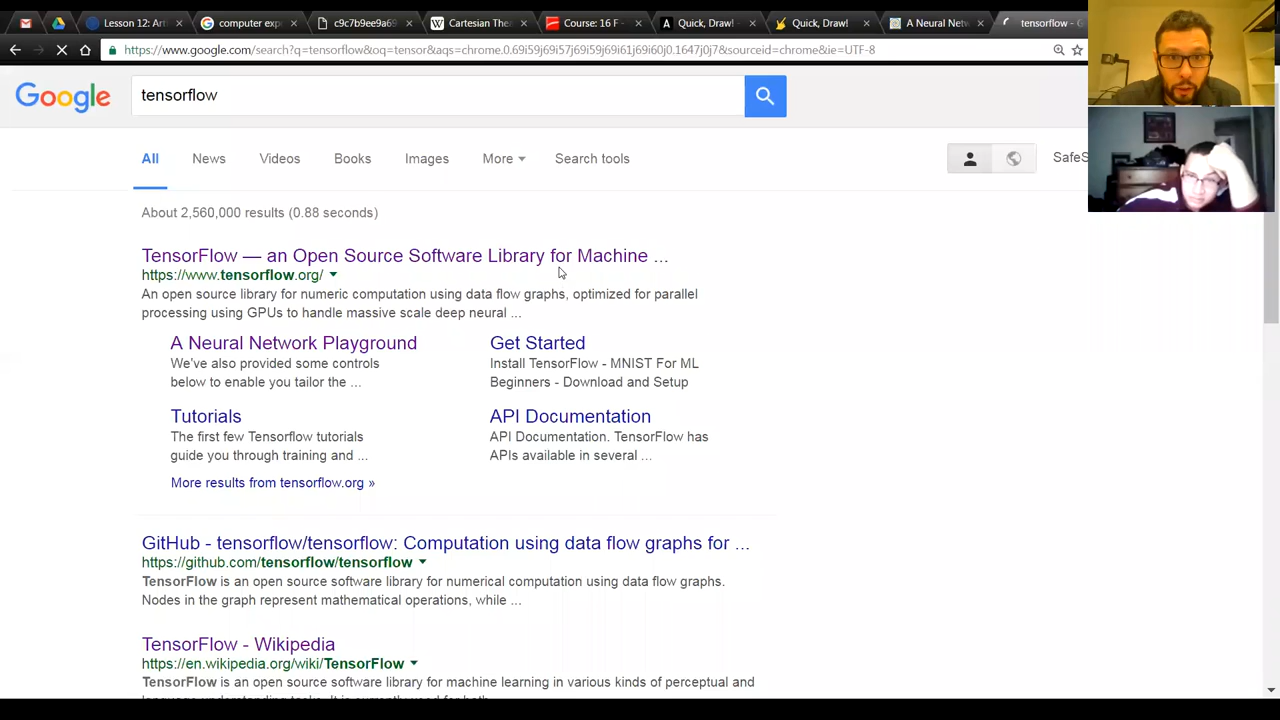 Lesson 12: Arti
computer exp
c9c7b9ee9a69
Cartesian Thea
Course: 16 F -
Quick, Draw!
Quick, Draw!
A Neural Netw
tensorflow - G
https://www.google.com/search?q=tensorflow&oq=tensor&aqs=chrome.0.69i59j69i57j69i59j69i61j69i60j0.1647j0j7&sourceid=chrome&ie=UTF-8
Google
tensorflow
All
News
Videos
Books
Images
More
Search tools
SafeS
About 2,560,000 results (0.88 seconds)
TensorFlow — an Open Source Software Library for Machine ...
https://www.tensorflow.org/
An open source library for numeric computation using data flow graphs, optimized for parallel
processing using GPUs to handle massive scale deep neural ...
A Neural Network Playground
We've also provided some controls
below to enable you tailor the ...
Get Started
Install TensorFlow - MNIST For ML
Beginners - Download and Setup
Tutorials
The first few Tensorflow tutorials
guide you through training and ...
API Documentation
API Documentation. TensorFlow has
APIs available in several ...
More results from tensorflow.org »
GitHub - tensorflow/tensorflow: Computation using data flow graphs for ...
https://github.com/tensorflow/tensorflow
TensorFlow is an open source software library for numerical computation using data flow graphs.
Nodes in the graph represent mathematical operations, while ...
TensorFlow - Wikipedia
https://en.wikipedia.org/wiki/TensorFlow
TensorFlow is an open source software library for machine learning in various kinds of perceptual and